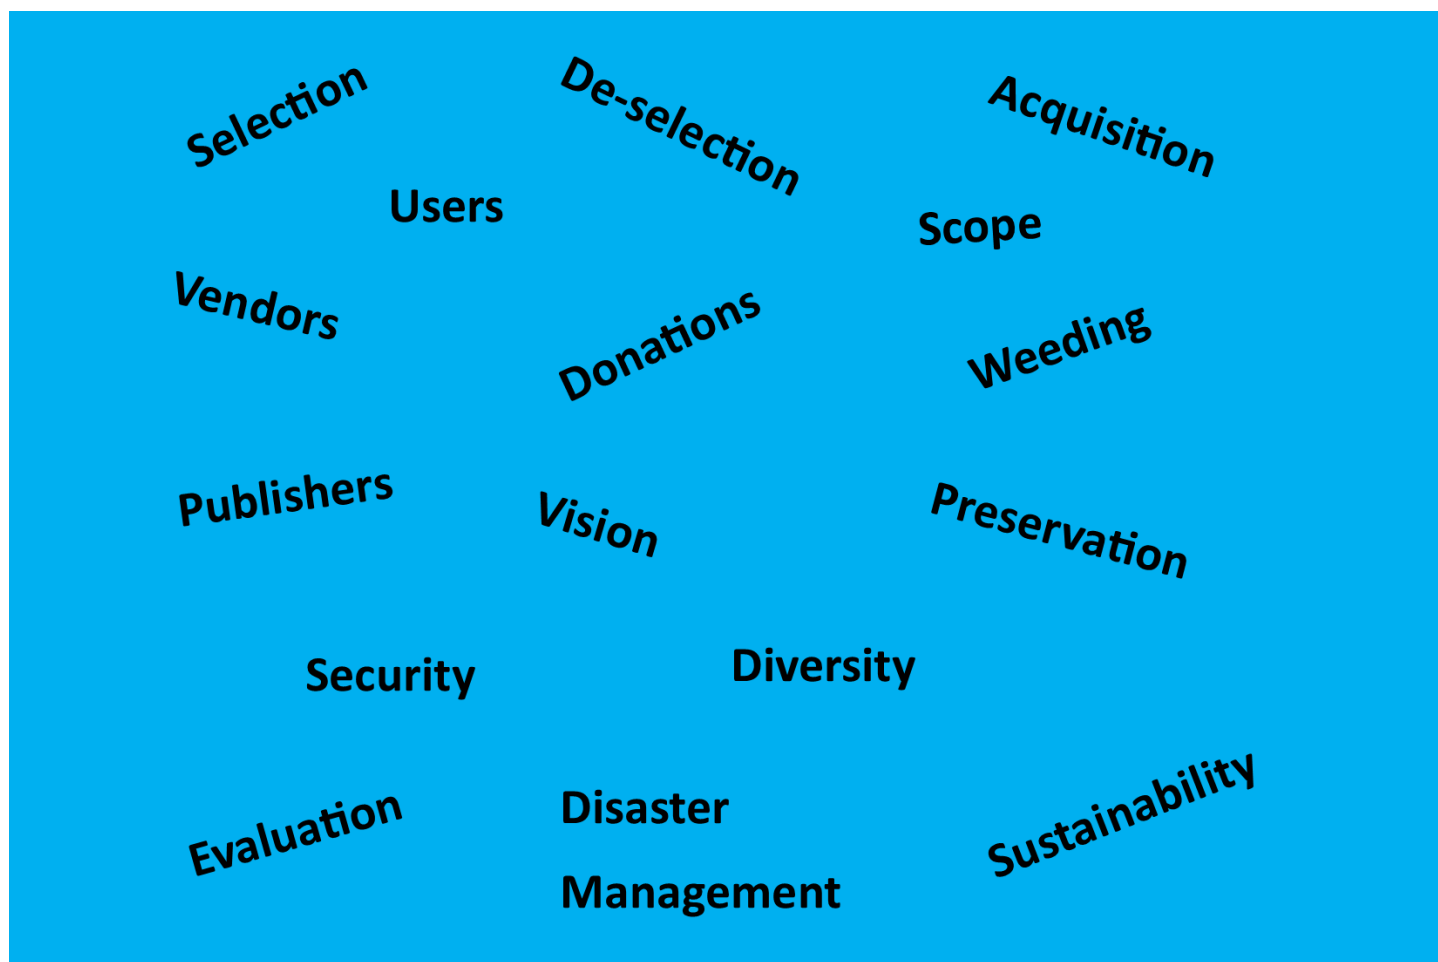 Selection
De-selection
Acquisition
Users
Scope
Vendors
Donations
Weeding
Publishers
Vision
Preservation
Security
Diversity
Evaluation
Disaster
Management
Sustainability